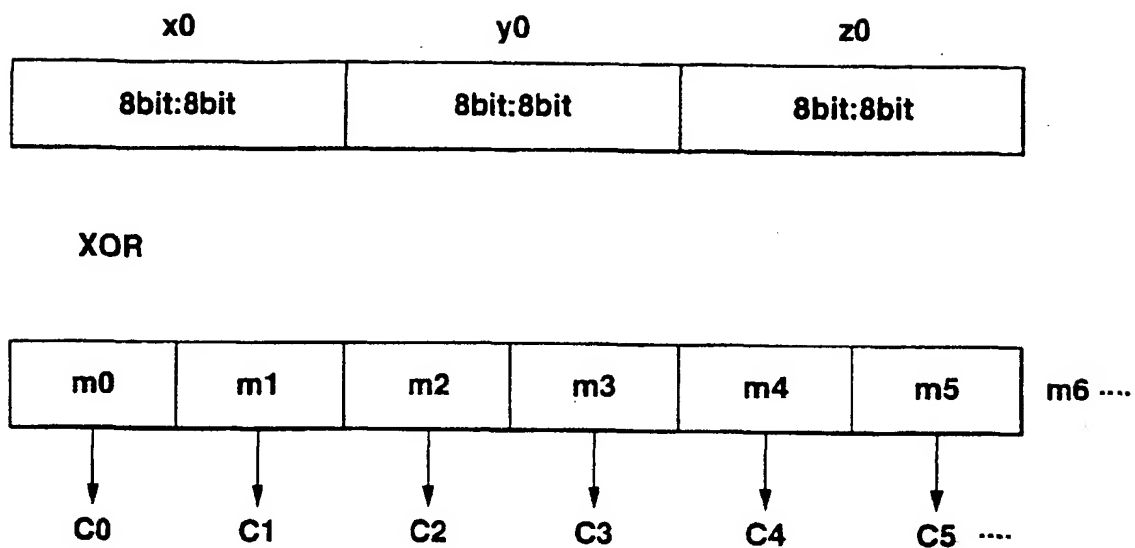 x0 y0 z0
8bit:8bit 8bit:8bit 8bit:8bit
XOR
m0 m1 m2 m3 m4 m5 m6 ····
C0 C1 C2 C3 C4 C5 ····